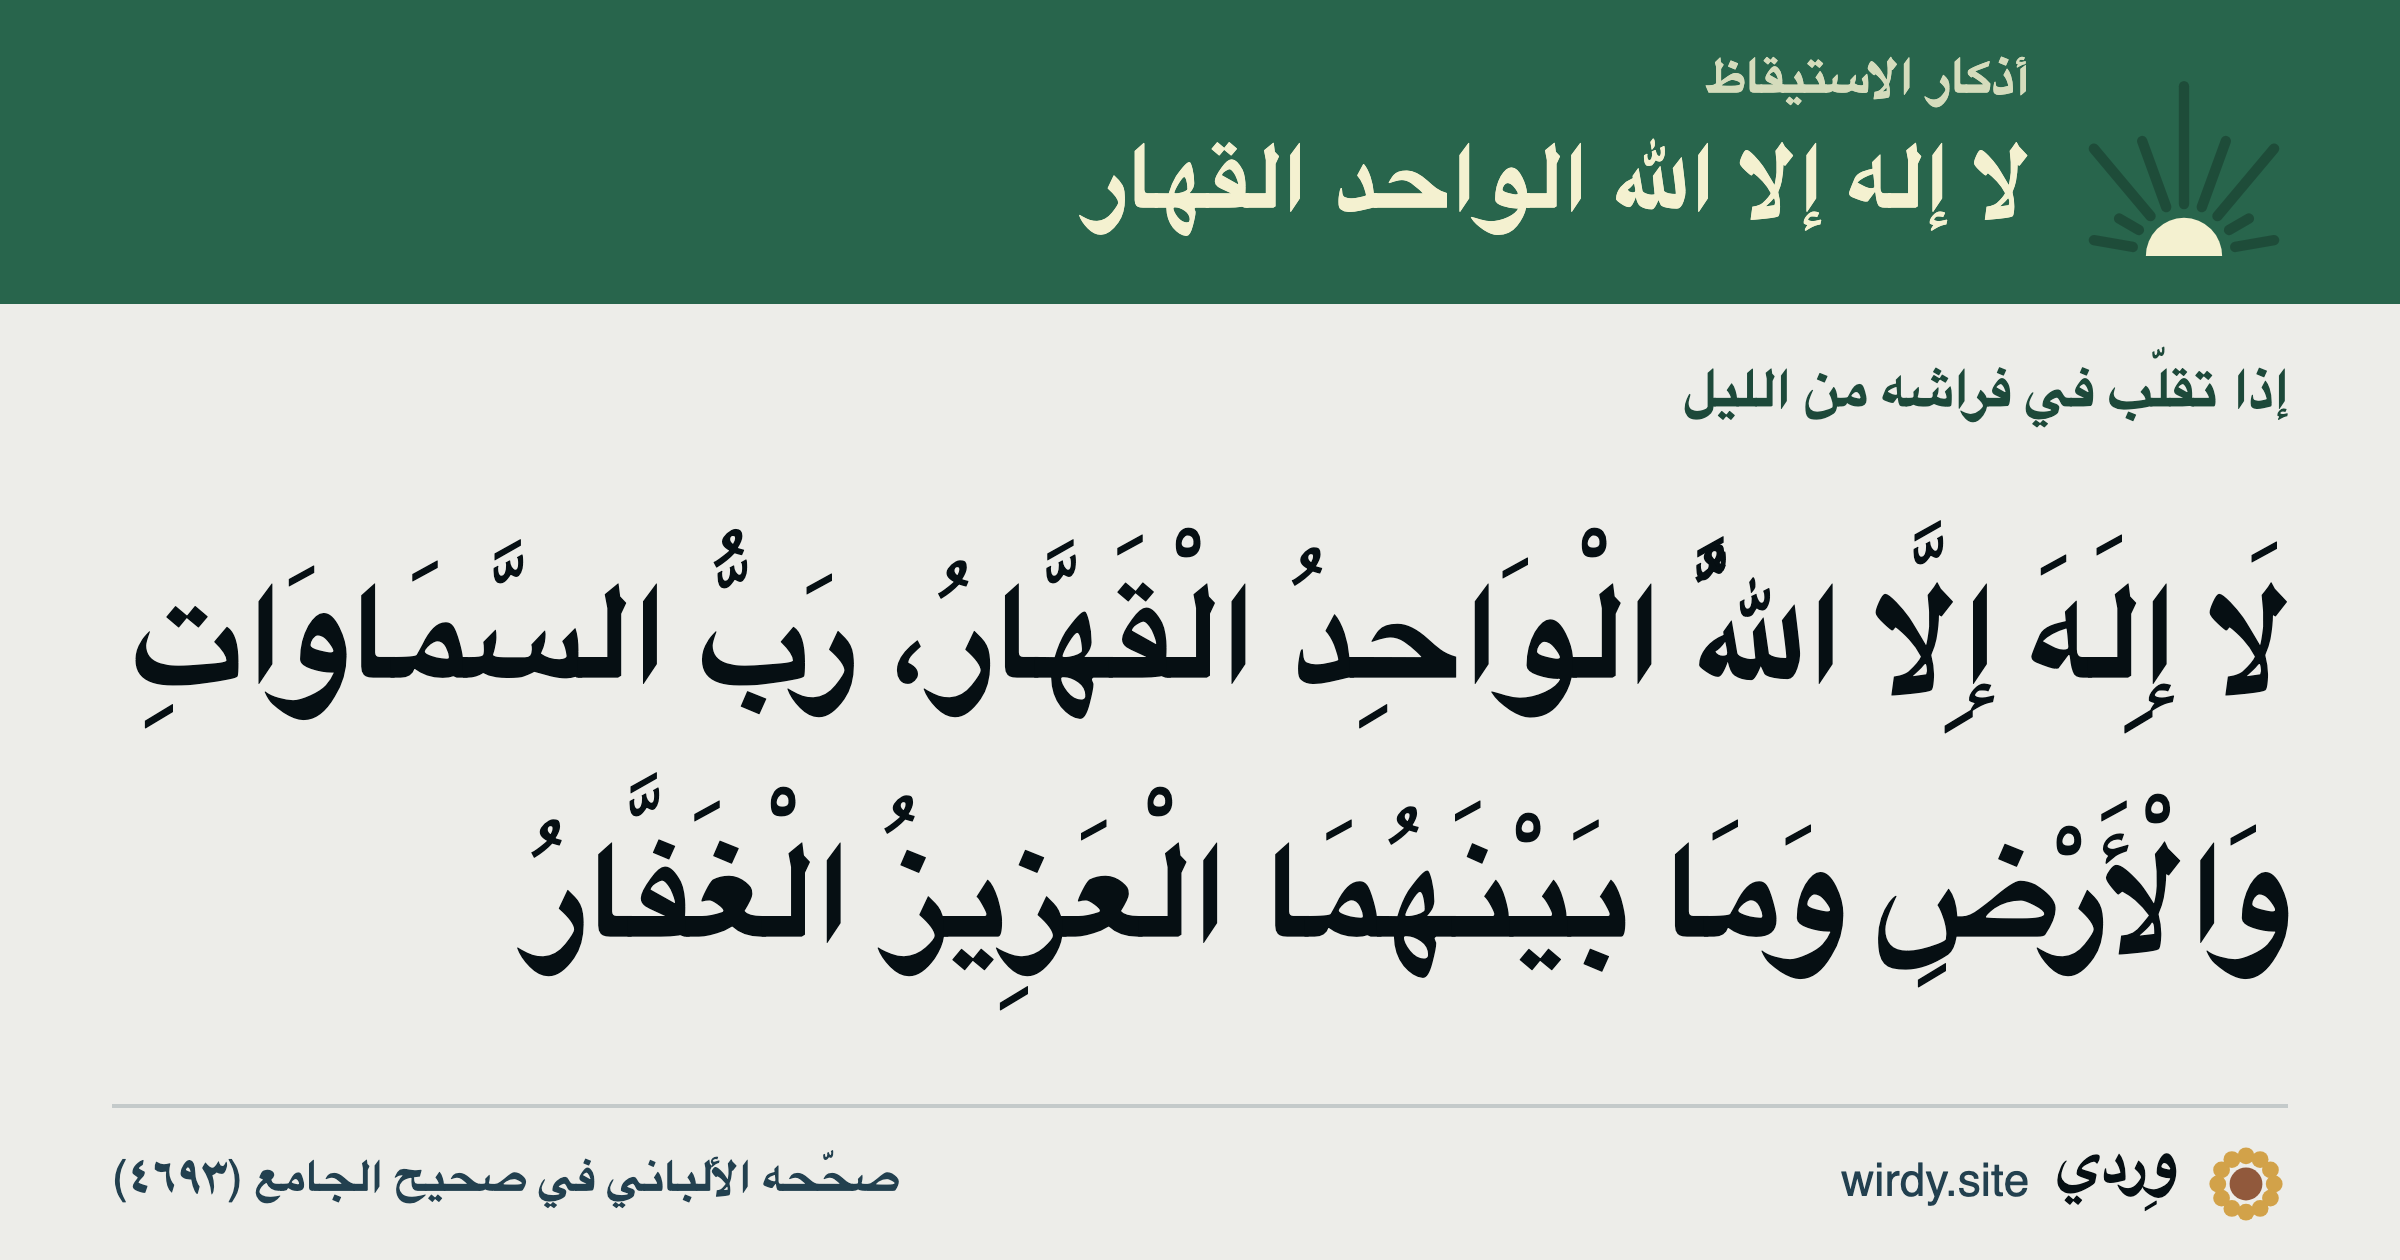 أذكار الاستيقاظ
لا إله إلا الله الواحد القهار
إذا تقلّب في فراشه من الليل
لَا إِلَهَ إِلَّا اللهُ الْوَاحِدُ الْقَهَّارُ، رَبُّ السَّمَاوَاتِ
وَالْأَرْضِ وَمَا بَيْنَهُمَا الْعَزِيزُ الْغَفَّارُ
وِردي wirdy.site
صحّحه الألباني في صحيح الجامع (٤٦٩٣)